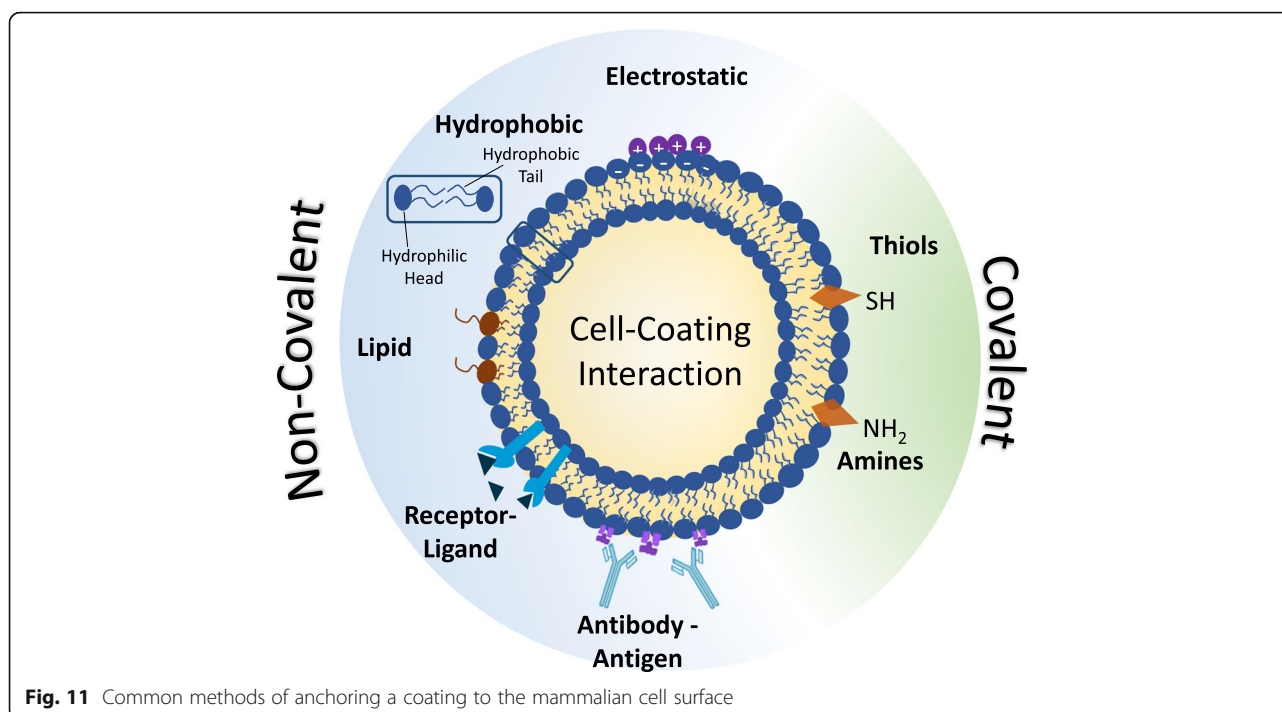 Electrostatic
Hydrophobic
Hydrophobic
Tail
Hydrophilic
Head
+ + + +
- - - - -
Non-Covalent
Covalent
Thiols
SH
Cell-Coating
Interaction
Lipid
NH₂
Amines
Receptor-
Ligand
Antibody -
Antigen
Fig. 11 Common methods of anchoring a coating to the mammalian cell surface